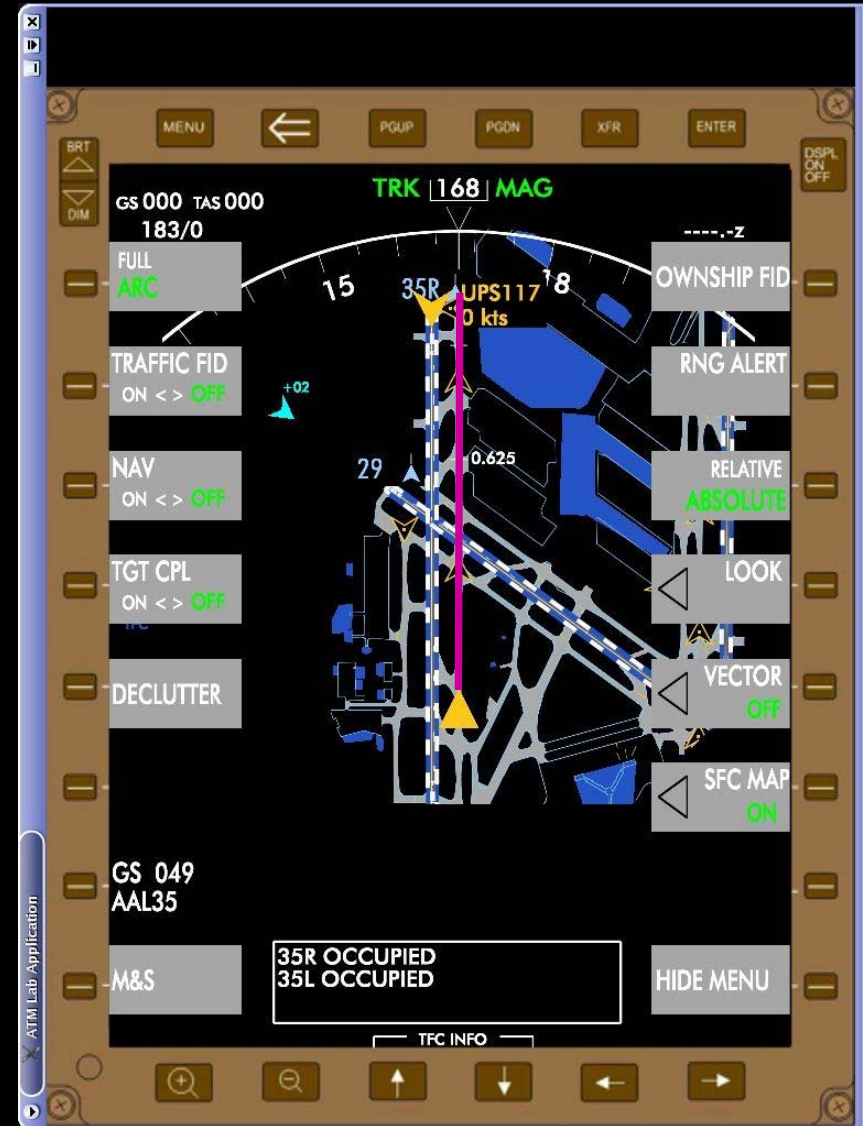 MENU
PGUP
PGDN
XFR
ENTER
BRT
DIM
DSPL
ON
OFF
GS 000 TAS 000
183/0
TRK 168 MAG
----.-z
FULL
ARC
15
35R
UPS117
0 kts
18
OWNSHIP FID
TRAFFIC FID
ON < > OFF
+02
RNG ALERT
NAV
ON < > OFF
29
0.625
RELATIVE
ABSOLUTE
TGT CPL
ON < > OFF
TFC
LOOK
DECLUTTER
VECTOR
OFF
SFC MAP
ON
GS 049
AAL35
M&S
35R OCCUPIED
35L OCCUPIED
HIDE MENU
TFC INFO
ATM Lab Application